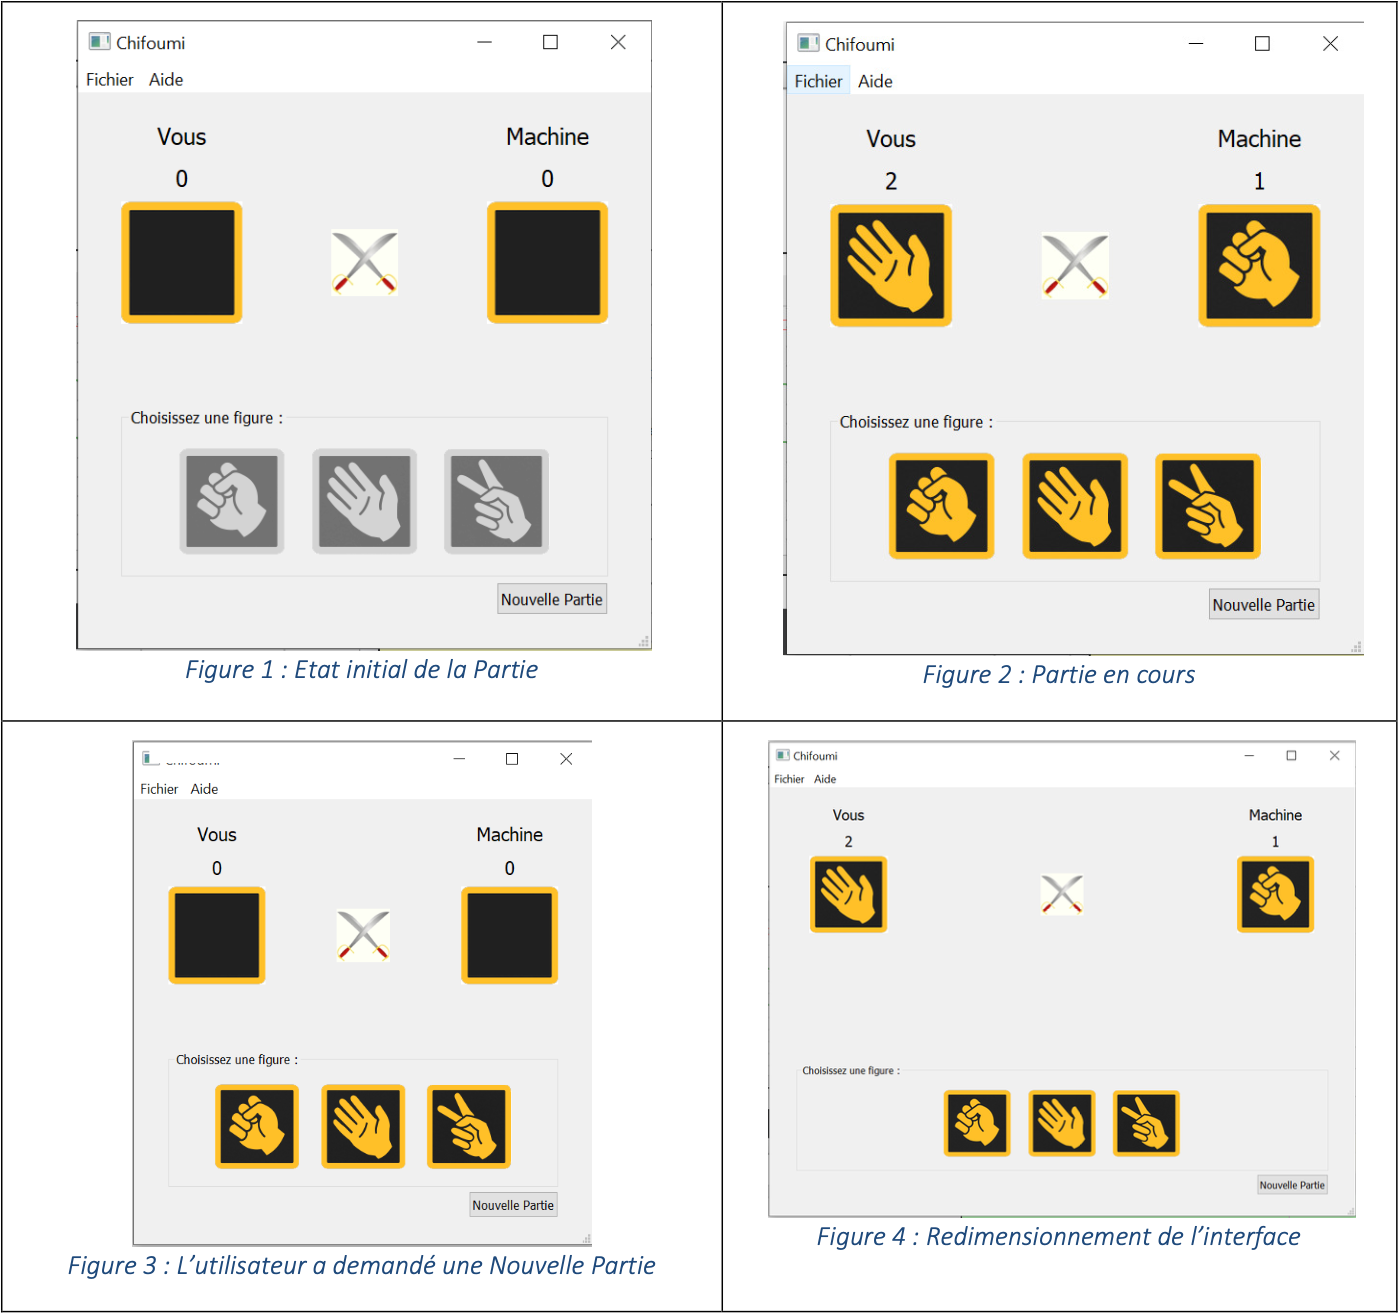 Chifoumi
Fichier Aide
Vous Machine
0 0
Choisissez une figure :
Nouvelle Partie
Figure 1 : Etat initial de la Partie
Chifoumi
Fichier Aide
Vous Machine
2 1
Choisissez une figure :
Nouvelle Partie
Figure 2 : Partie en cours
Chifoumi
Fichier Aide
Vous Machine
0 0
Choisissez une figure :
Nouvelle Partie
Figure 3 : L’utilisateur a demandé une Nouvelle Partie
Chifoumi
Fichier Aide
Vous Machine
2 1
Choisissez une figure :
Nouvelle Partie
Figure 4 : Redimensionnement de l’interface